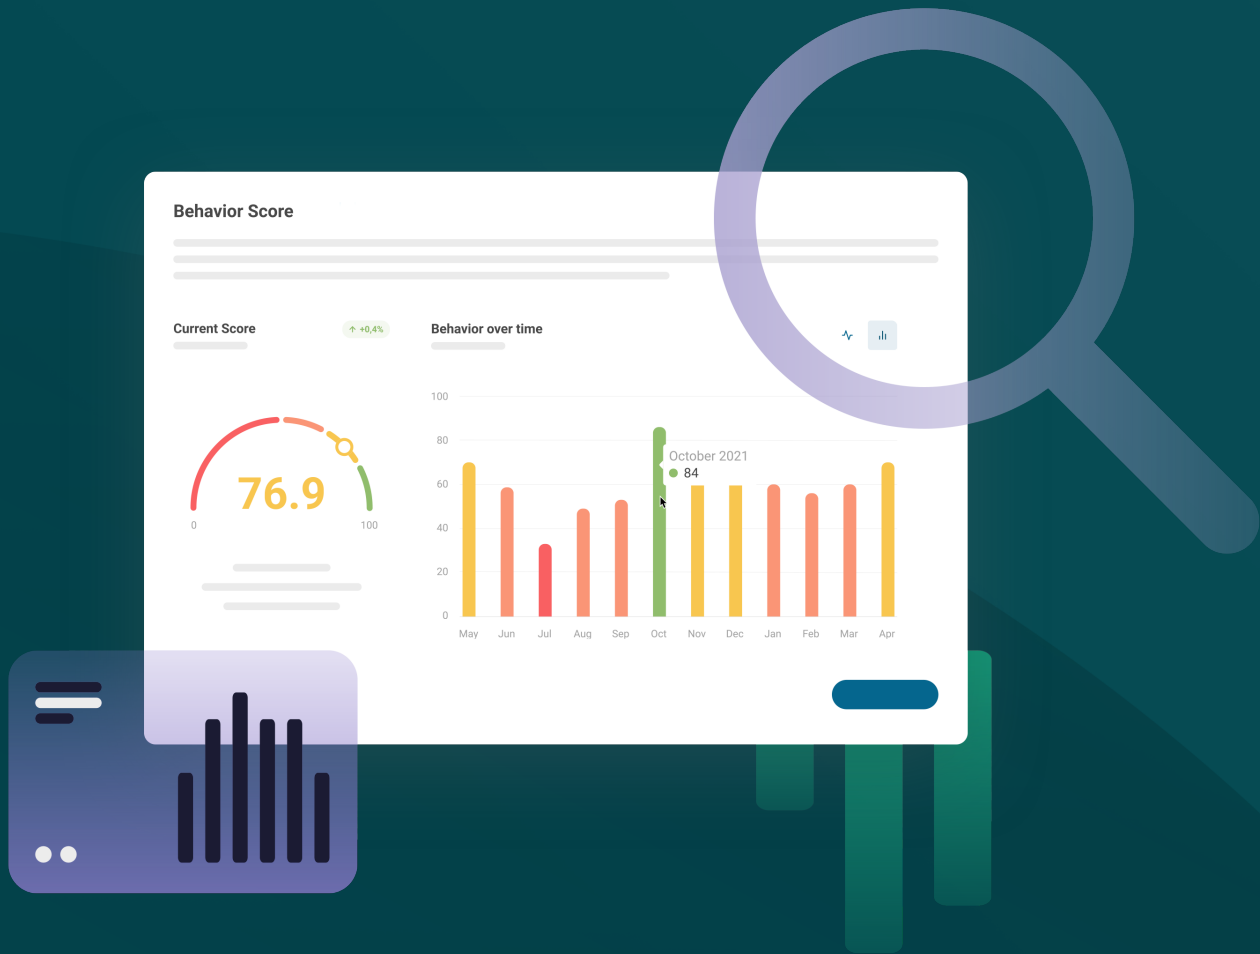 Behavior Score
Current Score
↑ +0,4%
Behavior over time
76.9
0
100
100
80
60
40
20
0
October 2021
84
May Jun Jul Aug Sep Oct Nov Dec Jan Feb Mar Apr